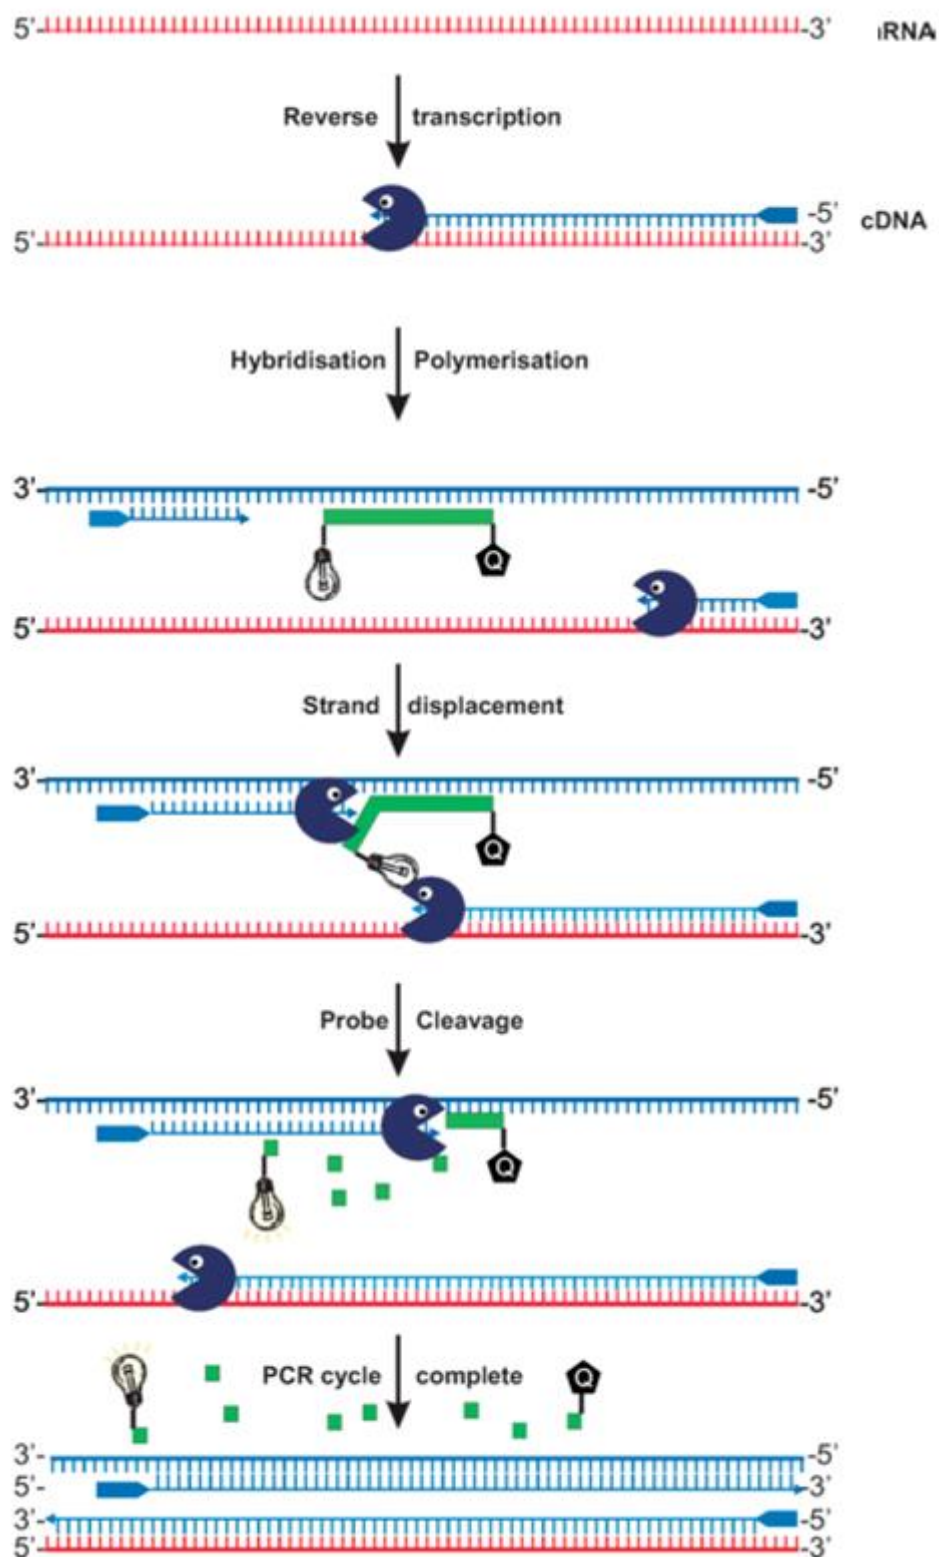 5'- -3' mRNA
Reverse transcription
-5'
5'- -3' cDNA
Hybridisation Polymerisation
3'- -5'
Q
5'- -3'
Strand displacement
3'- -5'
Q
5'- -3'
Probe Cleavage
3'- -5'
Q
5'- -3'
PCR cycle complete
Q
3'- -5'
5'- -3'
3'- -5'
5'- -3'